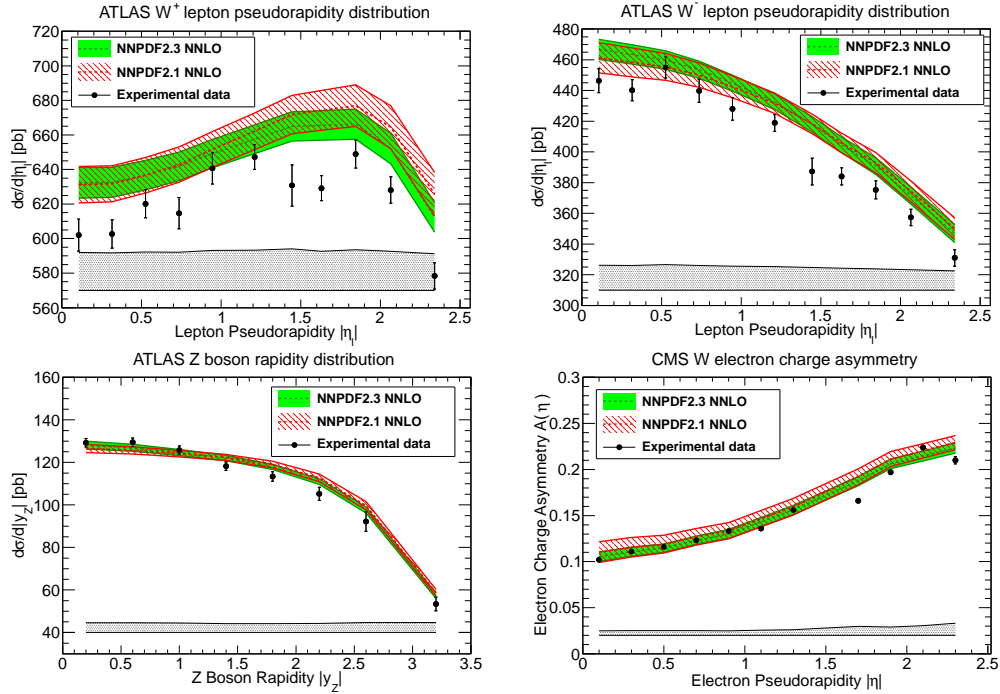 ATLAS W+ lepton pseudorapidity distribution
720
700
680
660
640
620
600
580
560
dσ/d|ηl| [pb]
NNPDF2.3 NNLO
NNPDF2.1 NNLO
Experimental data
0 0.5 1 1.5 2 2.5
Lepton Pseudorapidity |ηl|
ATLAS W- lepton pseudorapidity distribution
480
460
440
420
400
380
360
340
320
300
dσ/d|ηl| [pb]
NNPDF2.3 NNLO
NNPDF2.1 NNLO
Experimental data
0 0.5 1 1.5 2 2.5
Lepton Pseudorapidity |ηl|
ATLAS Z boson rapidity distribution
160
140
120
100
80
60
40
dσ/d|yZ| [pb]
NNPDF2.3 NNLO
NNPDF2.1 NNLO
Experimental data
0 0.5 1 1.5 2 2.5 3 3.5
Z Boson Rapidity |yZ|
CMS W electron charge asymmetry
0.3
0.25
0.2
0.15
0.1
0.05
0
Electron Charge Asymmetry A(η)
NNPDF2.3 NNLO
NNPDF2.1 NNLO
Experimental data
0 0.5 1 1.5 2 2.5
Electron Pseudorapidity |η|